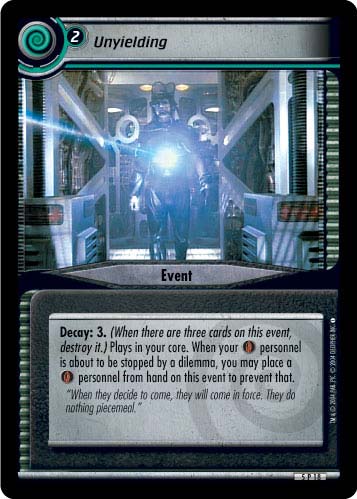 2 Unyielding
Event
Decay: 3. (When there are three cards on this event,
destroy it.) Plays in your core. When your personnel
is about to be stopped by a dilemma, you may place a
personnel from hand on this event to prevent that.
"When they decide to come, they will come in force. They do
nothing piecemeal."
5 P 18